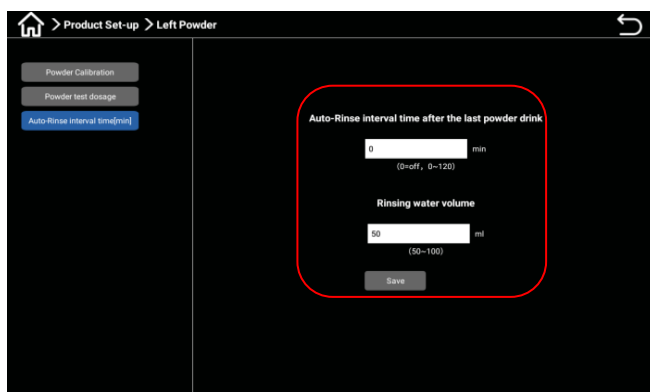 > Product Set-up > Left Powder
Powder Calibration
Powder test dosage
Auto-Rinse interval time[min]
Auto-Rinse interval time after the last powder drink
0 min
(0=off, 0~120)
Rinsing water volume
50 ml
(50~100)
Save